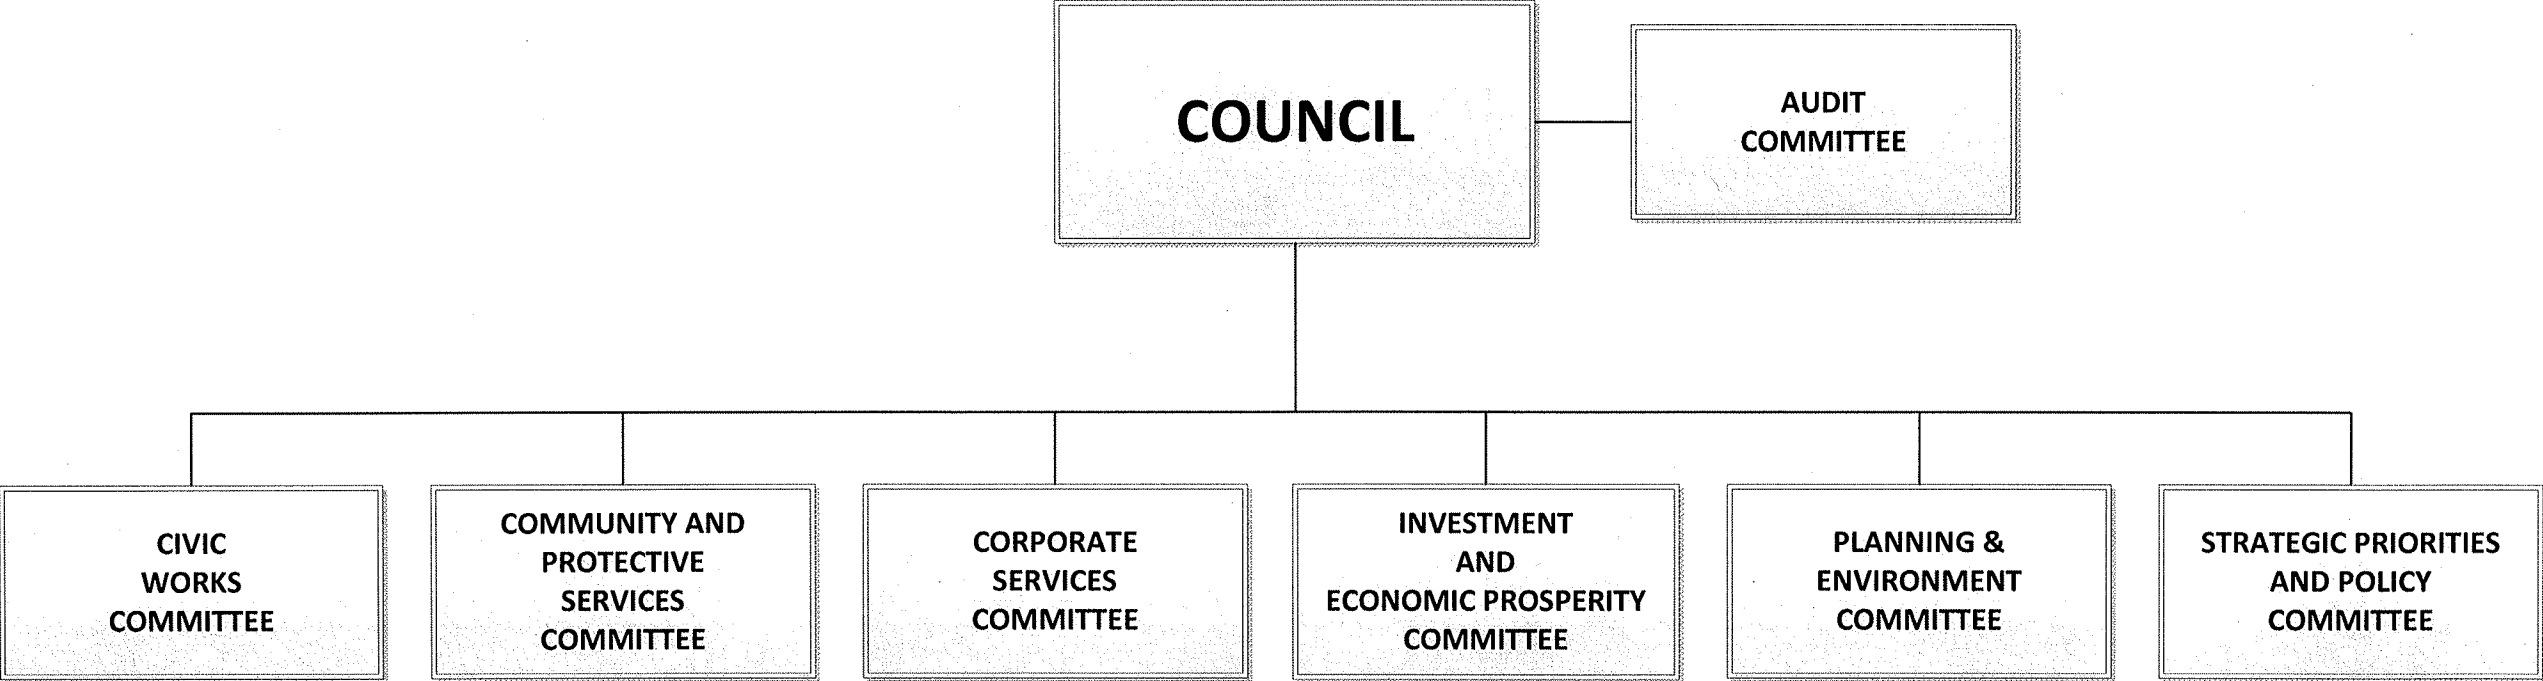 COUNCIL
AUDIT
COMMITTEE
CIVIC
WORKS
COMMITTEE
COMMUNITY AND
PROTECTIVE
SERVICES
COMMITTEE
CORPORATE
SERVICES
COMMITTEE
INVESTMENT
AND
ECONOMIC PROSPERITY
COMMITTEE
PLANNING &
ENVIRONMENT
COMMITTEE
STRATEGIC PRIORITIES
AND POLICY
COMMITTEE